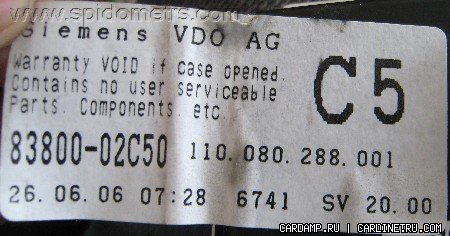 www.spidometrs.com
Siemens VDO AG
Warranty VOID if case opened.
Contains no user serviceable
Parts. Components. etc
C5
83800-02C50 110.080.288.001
26.06.06 07:28 6741 SV 20.00
CARDAMP.RU | CARLINETRU.COM